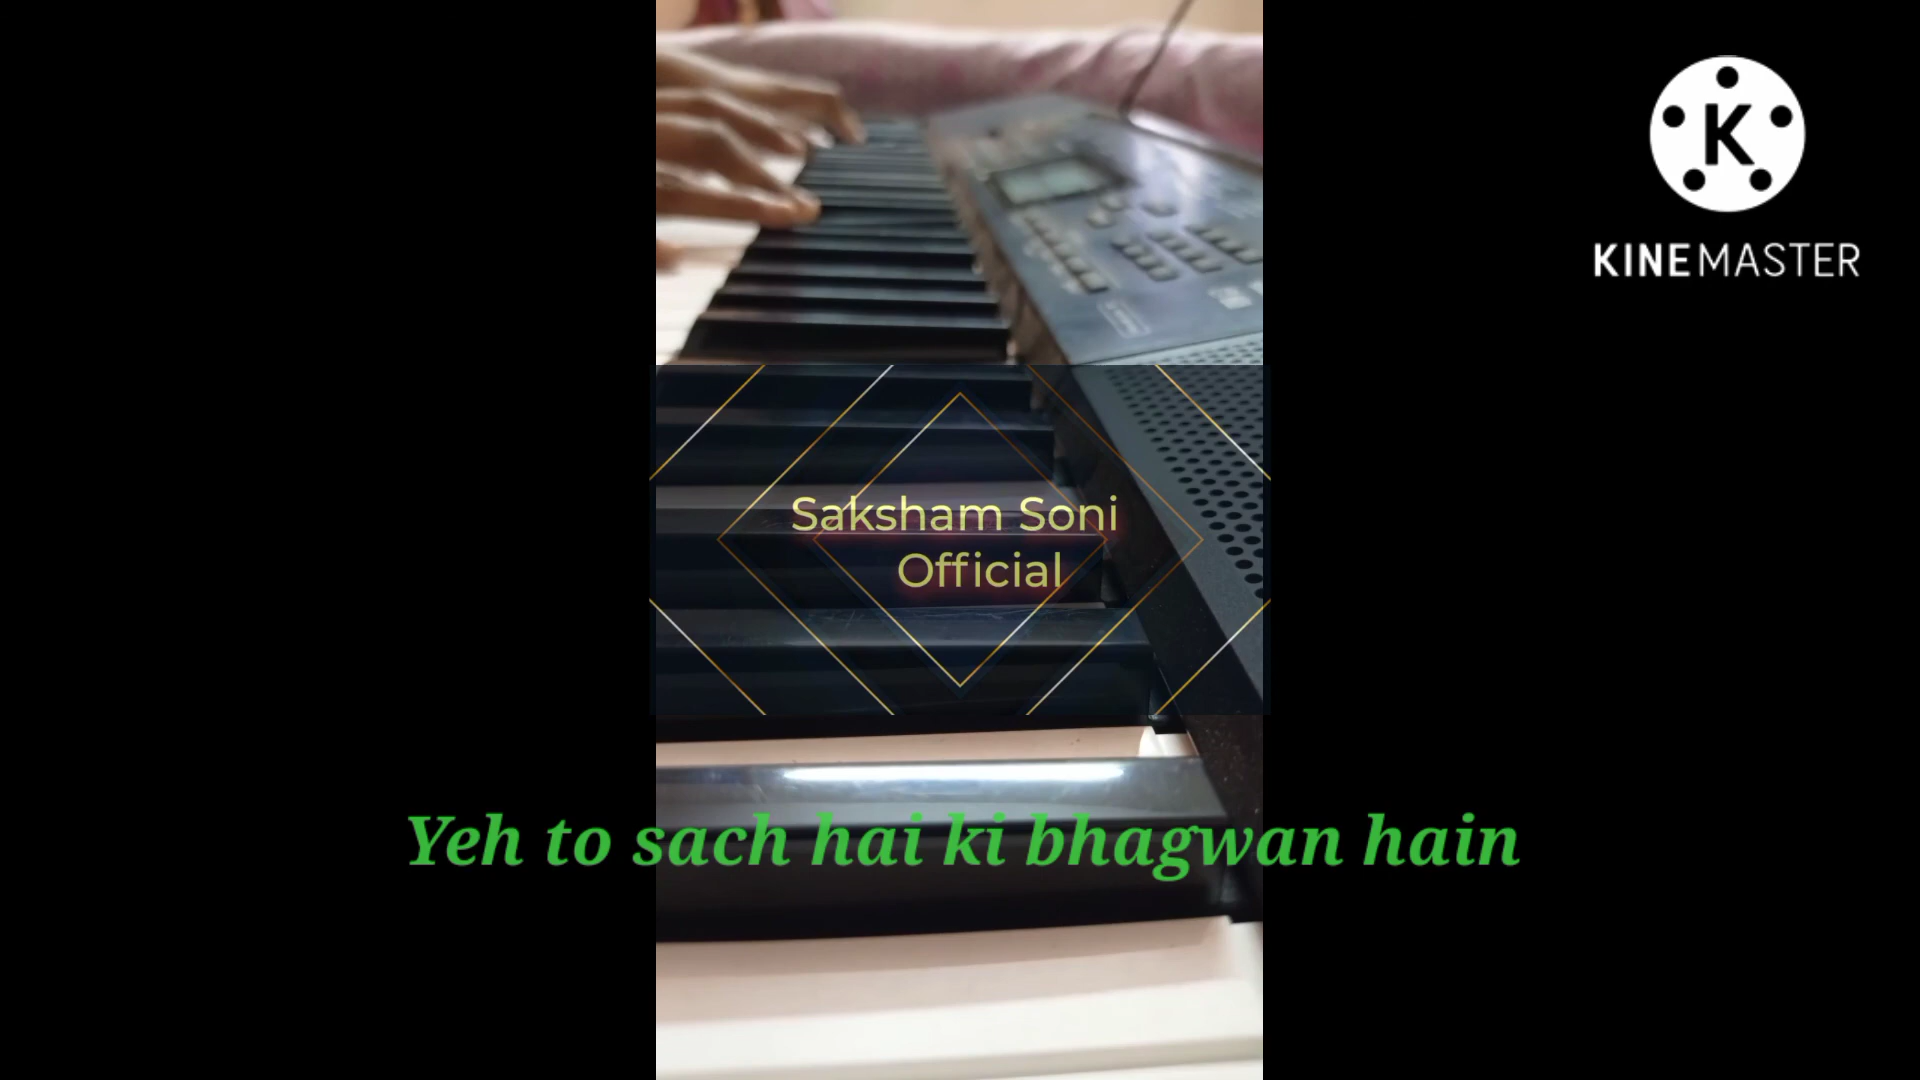 K
KINEMASTER
Saksham Soni
Official
Yeh to sach hai ki bhagwan hain